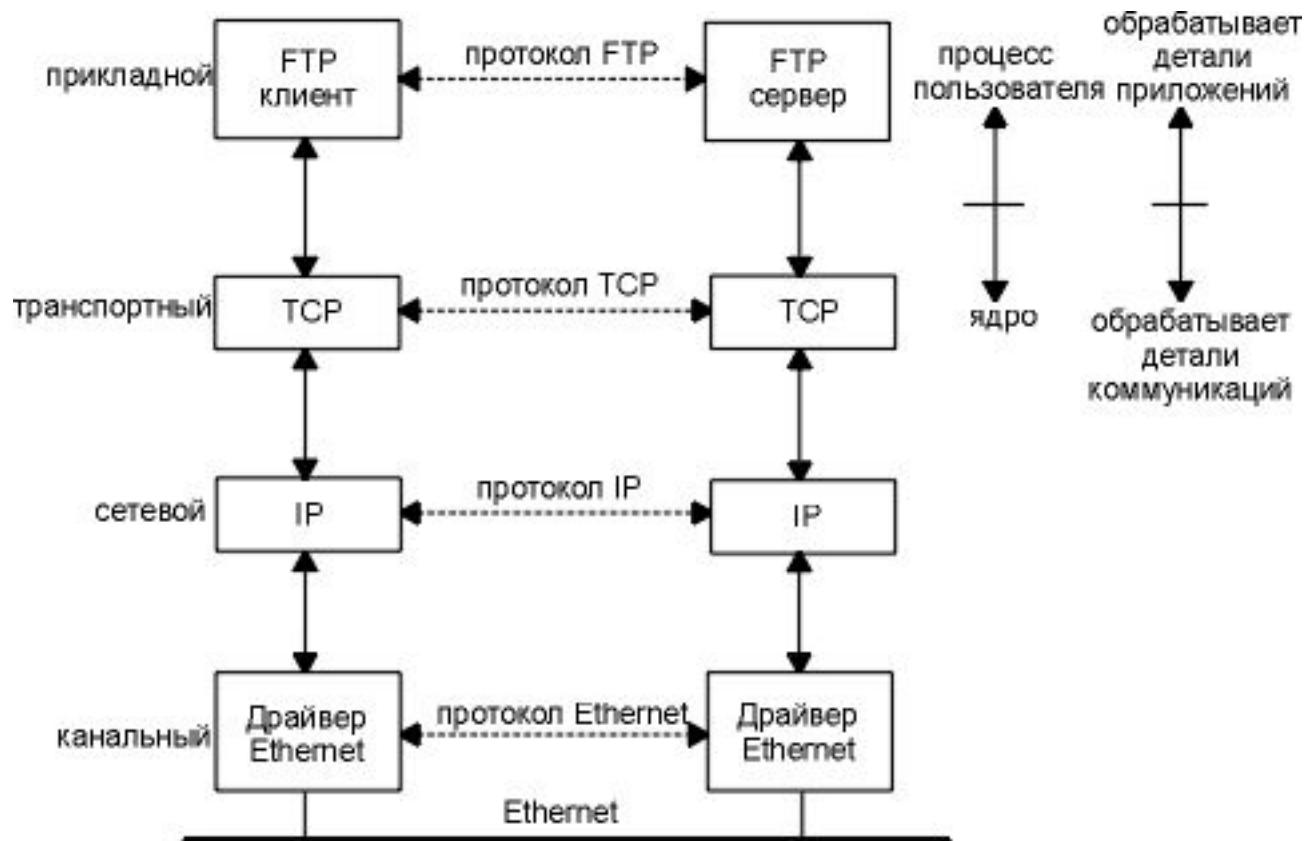 прикладной
FTP
клиент
протокол FTP
FTP
сервер
процесс
пользователя
обрабатывает
детали
приложений
транспортный
TCP
протокол TCP
TCP
ядро
обрабатывает
детали
коммуникаций
сетевой
IP
протокол IP
IP
канальный
Драйвер
Ethernet
протокол Ethernet
Драйвер
Ethernet
Ethernet